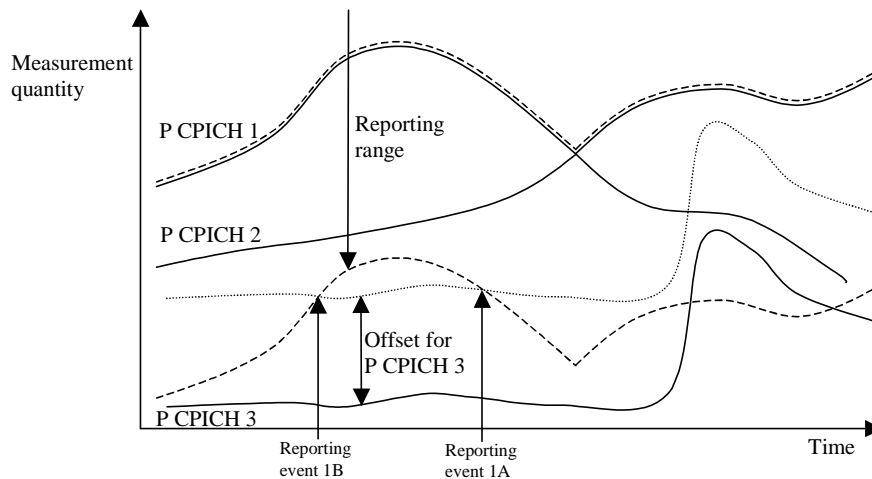 Measurement
quantity
P CPICH 1
Reporting
range
P CPICH 2
Offset for
P CPICH 3
P CPICH 3
Reporting
event 1B
Reporting
event 1A
Time